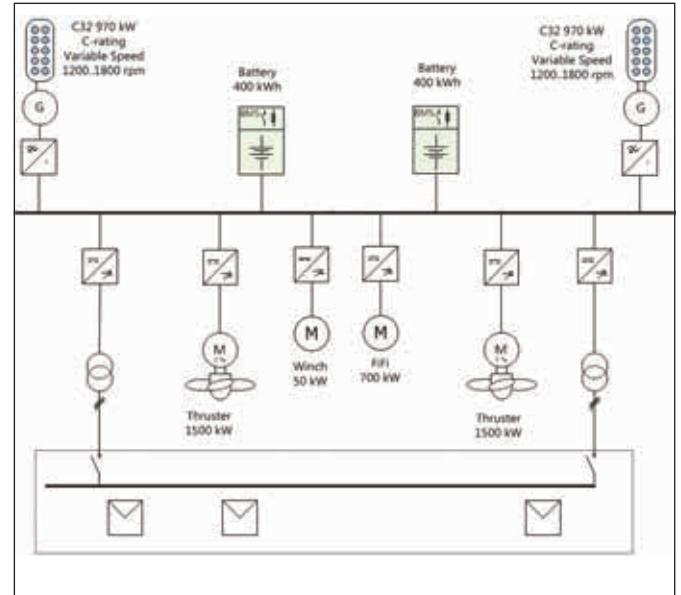 C32 970 kW
C-rating
Variable Speed
1200..1800 rpm
Battery
400 kWh
Battery
400 kWh
C32 970 kW
C-rating
Variable Speed
1200..1800 rpm
G
G
M
M
Winch
50 kW
M
FiFi
700 kW
M
Thruster
1500 kW
Thruster
1500 kW